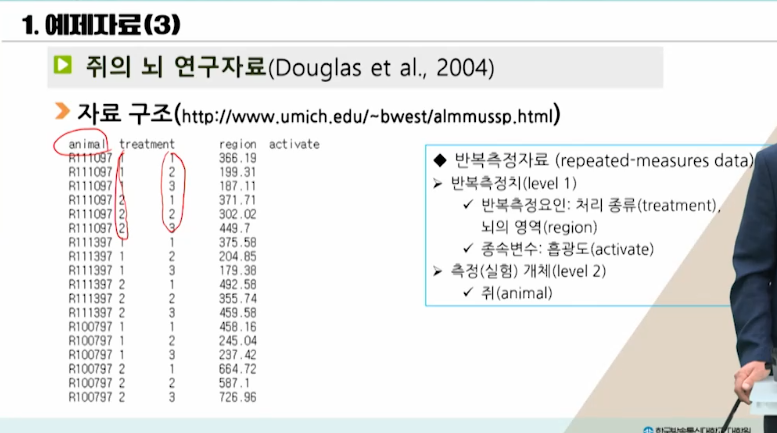 1. 예제자료(3)
쥐의 뇌 연구자료(Douglas et al., 2004)
자료 구조(http://www.umich.edu/~bwest/almmussp.html)
animal treatment region activate
R111097 1 1 366.19
R111097 1 2 199.31
R111097 1 3 187.11
R111097 2 1 371.71
R111097 2 2 302.02
R111097 2 3 449.7
R111397 1 1 375.58
R111397 1 2 204.85
R111397 1 3 179.38
R111397 2 1 492.58
R111397 2 2 355.74
R111397 2 3 459.58
R100797 1 1 458.16
R100797 1 2 245.04
R100797 1 3 237.42
R100797 2 1 664.72
R100797 2 2 587.1
R100797 2 3 726.96
◆ 반복측정자료 (repeated-measures data)
➢ 반복측정치(level 1)
✓ 반복측정요인: 처리 종류(treatment),
뇌의 영역(region)
✓ 종속변수: 흡광도(activate)
➢ 측정(실험) 개체(level 2)
✓ 쥐(animal)